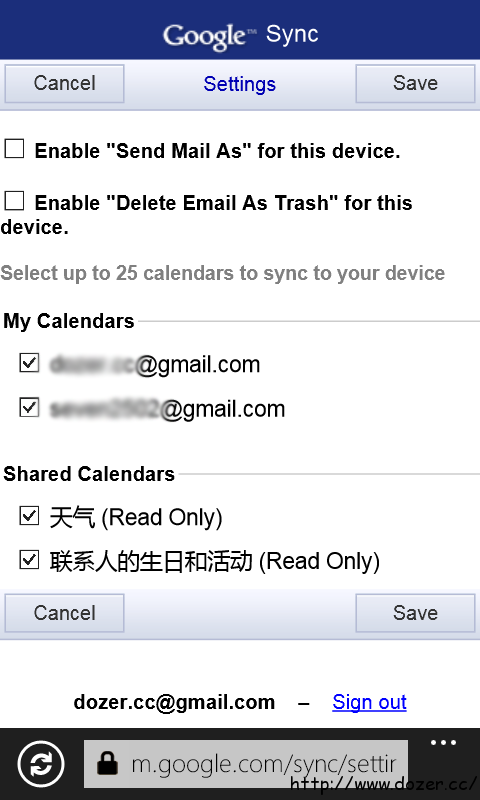 Google™ Sync
Cancel Settings Save
Enable "Send Mail As" for this device.
Enable "Delete Email As Trash" for this
device.
Select up to 25 calendars to sync to your device
My Calendars
@gmail.com
@gmail.com
Shared Calendars
天气 (Read Only)
联系人的生日和活动 (Read Only)
Cancel Save
dozer.cc@gmail.com – Sign out
m.google.com/sync/settin
http://www.dozer.cc/